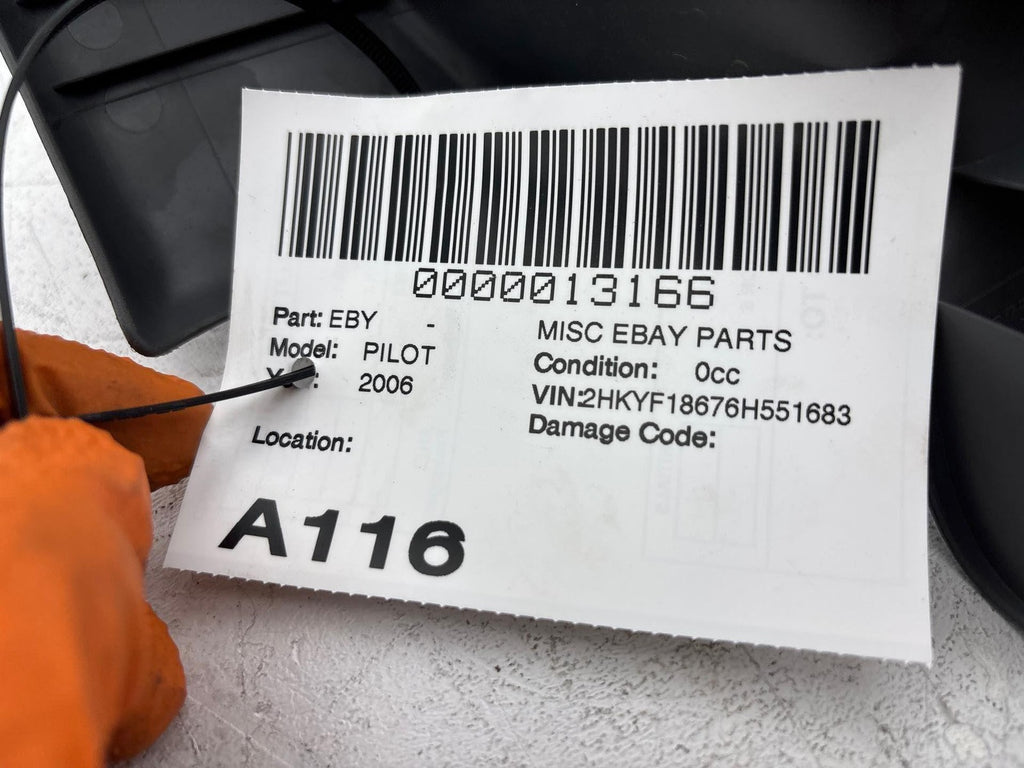 0000013166
Part: EBY -
MISC EBAY PARTS
Model: PILOT
Condition: 0cc
2006
VIN:2HKYF18676H551683
Location:
Damage Code:
A116